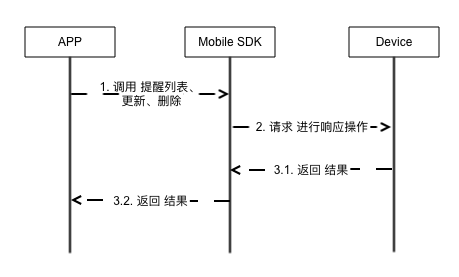 APP
Mobile SDK
Device
1. 调用 提醒列表、
更新、删除
2. 请求 进行响应操作
3.1. 返回 结果
3.2. 返回 结果